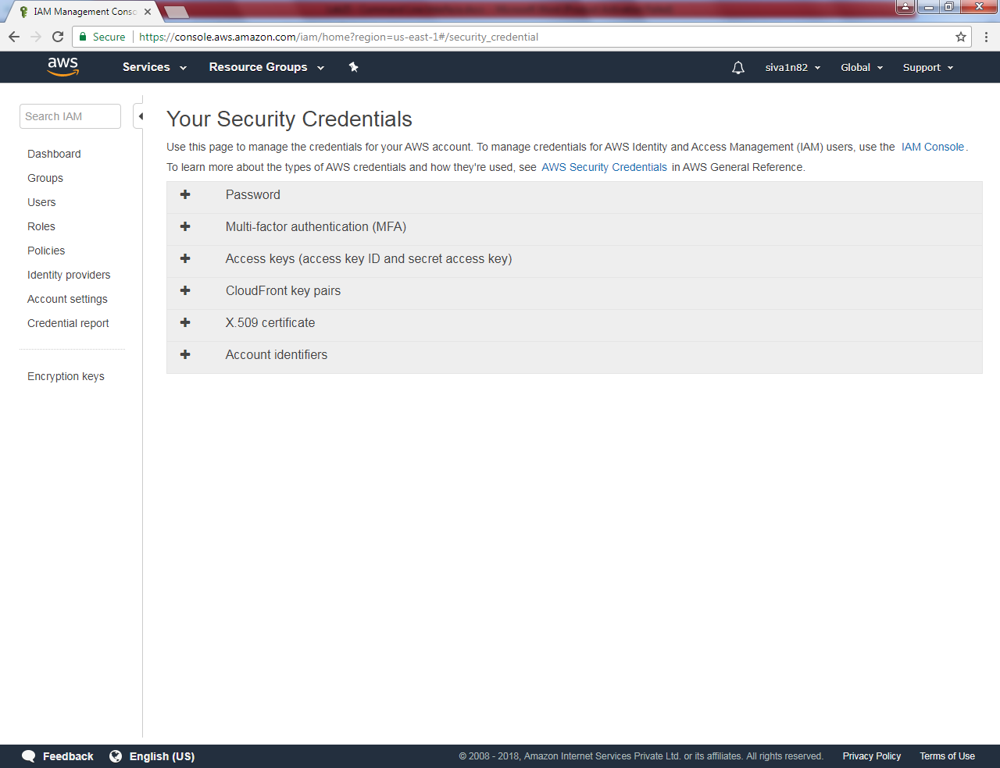 IAM Management Consc
Secure https://console.aws.amazon.com/iam/home?region=us-east-1#/security_credential
aws Services Resource Groups siva1n82 Global Support
Search IAM
Dashboard
Groups
Users
Roles
Policies
Identity providers
Account settings
Credential report
Encryption keys
Your Security Credentials
Use this page to manage the credentials for your AWS account. To manage credentials for AWS Identity and Access Management (IAM) users, use the IAM Console.
To learn more about the types of AWS credentials and how they're used, see AWS Security Credentials in AWS General Reference.
Password
Multi-factor authentication (MFA)
Access keys (access key ID and secret access key)
CloudFront key pairs
X.509 certificate
Account identifiers
Feedback English (US) © 2008 - 2018, Amazon Internet Services Private Ltd. or its affiliates. All rights reserved. Privacy Policy Terms of Use